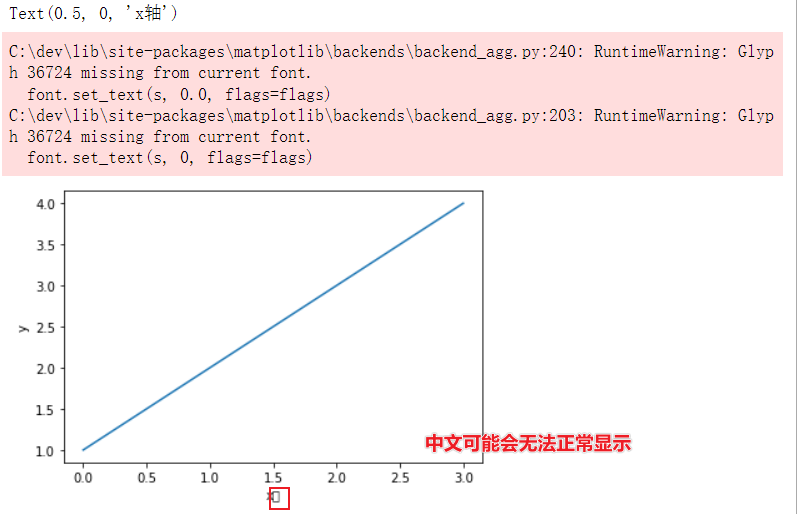 Text(0.5, 0, 'x轴')
C:\dev\lib\site-packages\matplotlib\backends\backend_agg.py:240: RuntimeWarning: Glyp
h 36724 missing from current font.
  font.set_text(s, 0.0, flags=flags)
C:\dev\lib\site-packages\matplotlib\backends\backend_agg.py:203: RuntimeWarning: Glyp
h 36724 missing from current font.
  font.set_text(s, 0, flags=flags)
4.0
3.5
3.0
y
2.5
2.0
1.5
中文可能会无法正常显示
1.0
0.0 0.5 1.0 1.5 2.0 2.5 3.0
x□